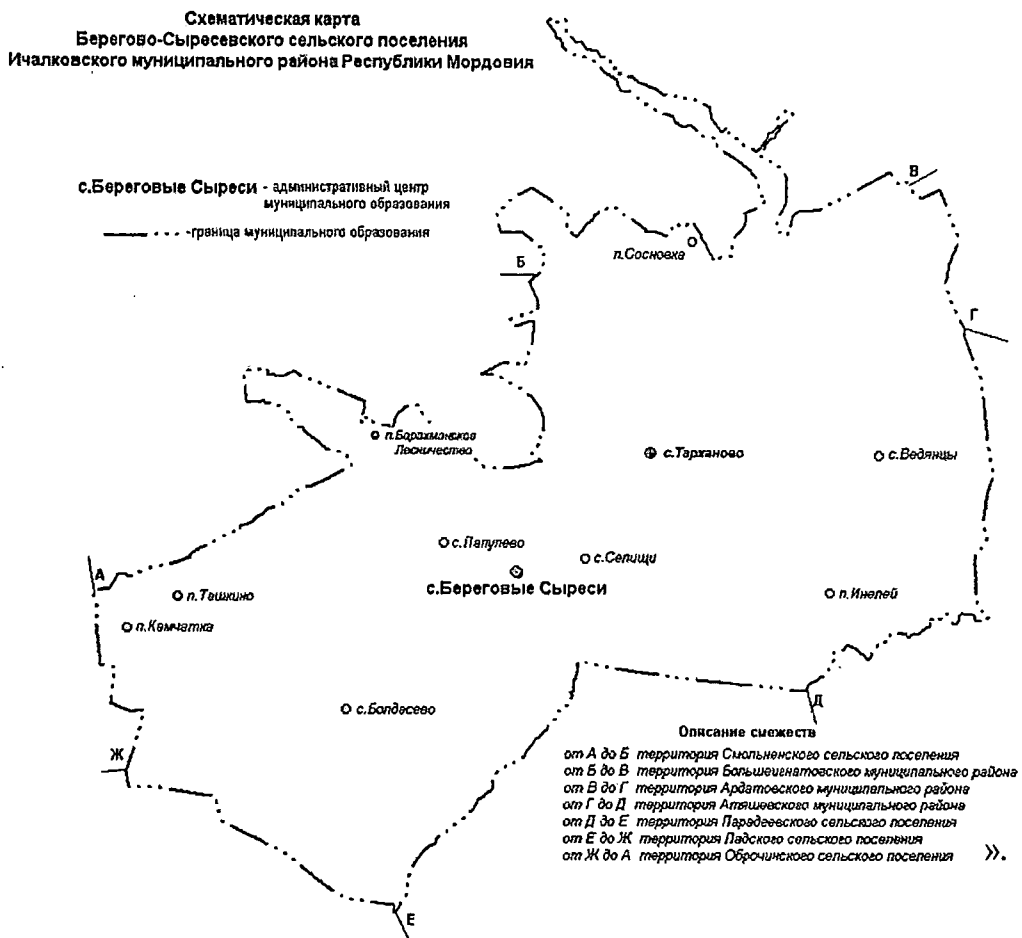 Схематическая карта
Берегово-Сыресевского сельского поселения
Ичалковского муниципального района Республики Мордовия
с.Береговые Сыреси - административный центр
муниципального образования
-граница муниципального образования
В
Б
п.Сосновка
Г
п.Барахманское
Лесничество
с.Тарханово
с.Ведянцы
с.Папулево
с.Селищи
с.Береговые Сыреси
А
п.Ташкино
п.Инелей
п.Камчатка
с.Болдасево
Д
Ж
Е
Описание смежеств
от А до Б территория Смольненского сельского поселения
от Б до В территория Большеигнатовского муниципального района
от В до Г территория Ардатовского муниципального района
от Г до Д территория Атяшевского муниципального района
от Д до Е территория Парадеевского сельского поселения
от Е до Ж территория Ладского сельского поселения
от Ж до А территория Оброчинского сельского поселения
».